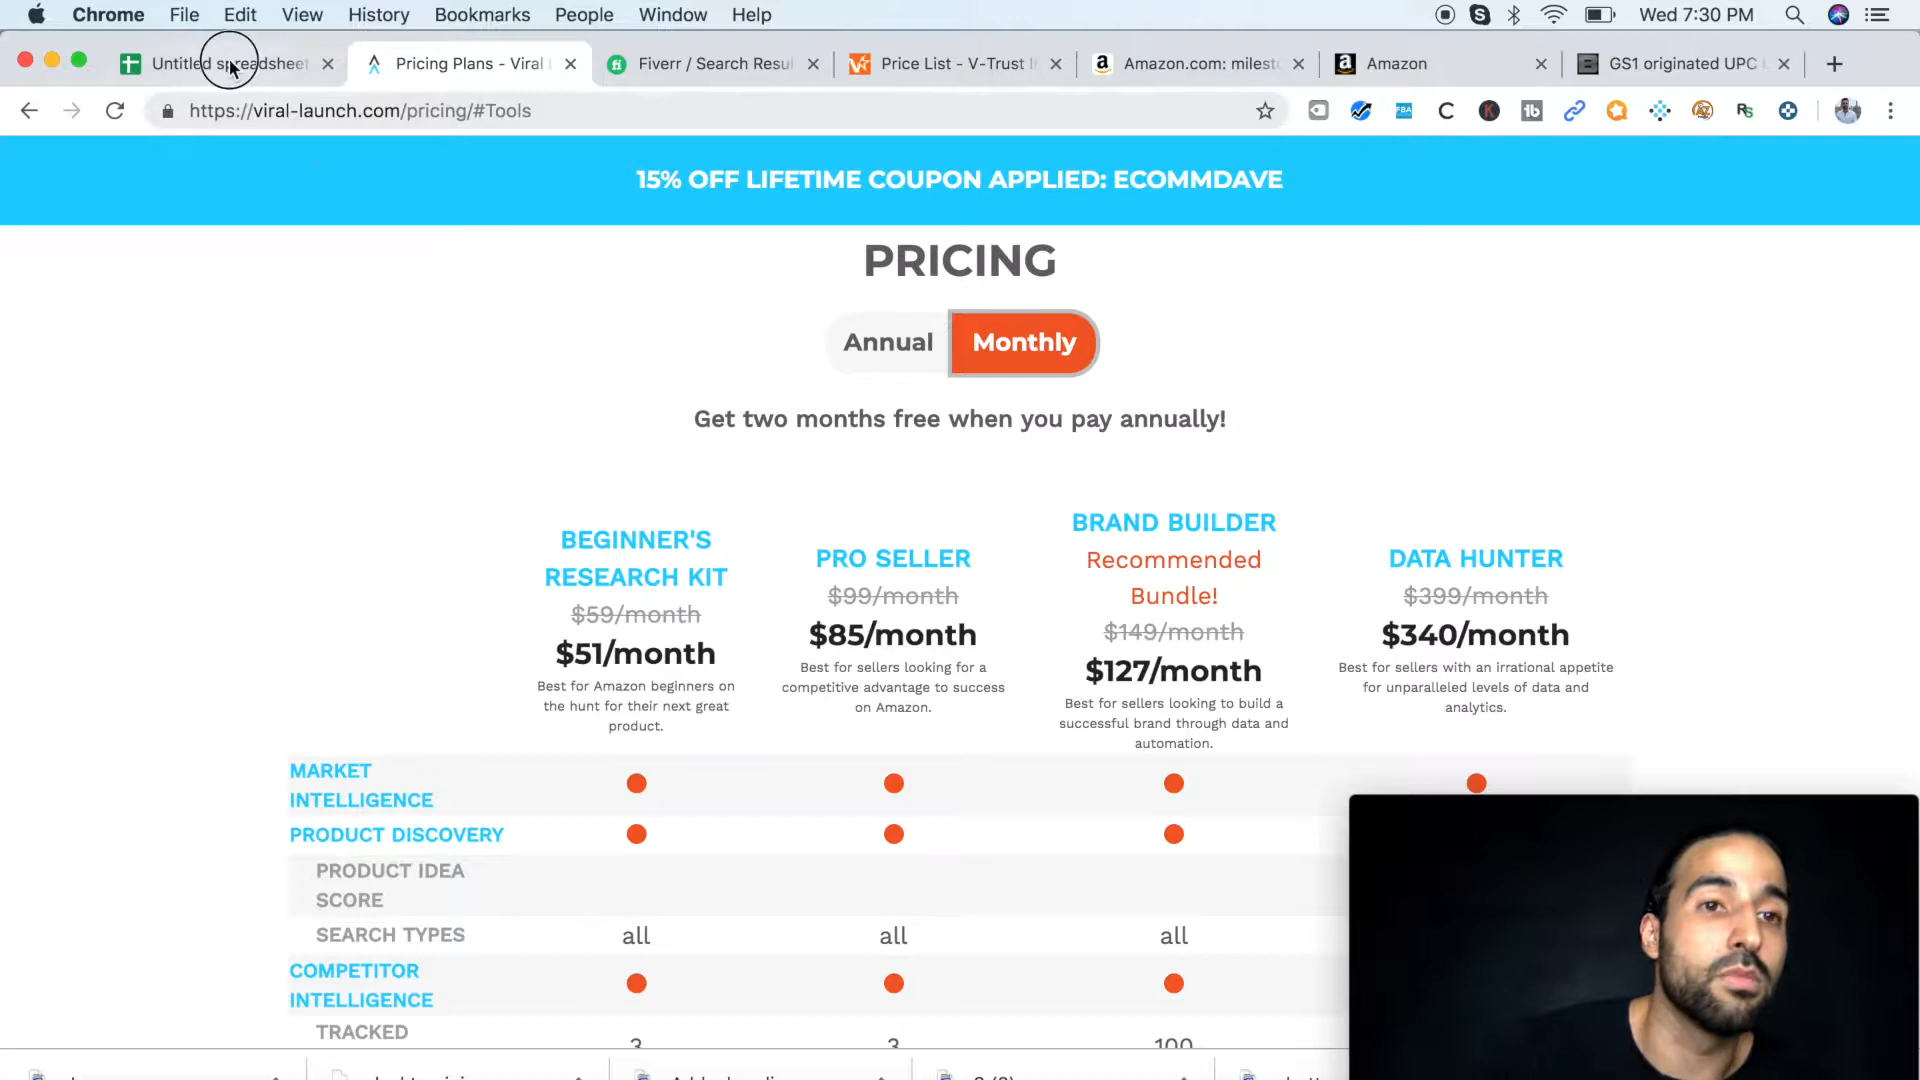 Chrome File Edit View History Bookmarks People Window Help Wed 7:30 PM
Untitled spreadsheet Pricing Plans - Viral Fiverr / Search Resul Price List - V-Trust Amazon.com: milest Amazon GS1 originated UPC
https://viral-launch.com/pricing/#Tools
15% OFF LIFETIME COUPON APPLIED: ECOMMDAVE
PRICING
Annual Monthly
Get two months free when you pay annually!
BEGINNER'S
RESEARCH KIT
$59/month
$51/month
Best for Amazon beginners on
the hunt for their next great
product.
PRO SELLER
$99/month
$85/month
Best for sellers looking for a
competitive advantage to success
on Amazon.
BRAND BUILDER
Recommended
Bundle!
$149/month
$127/month
Best for sellers looking to build a
successful brand through data and
automation.
DATA HUNTER
$399/month
$340/month
Best for sellers with an irrational appetite
for unparalleled levels of data and
analytics.
MARKET
INTELLIGENCE
PRODUCT DISCOVERY
PRODUCT IDEA
SCORE
SEARCH TYPES all all all
COMPETITOR
INTELLIGENCE
TRACKED
3 3 100